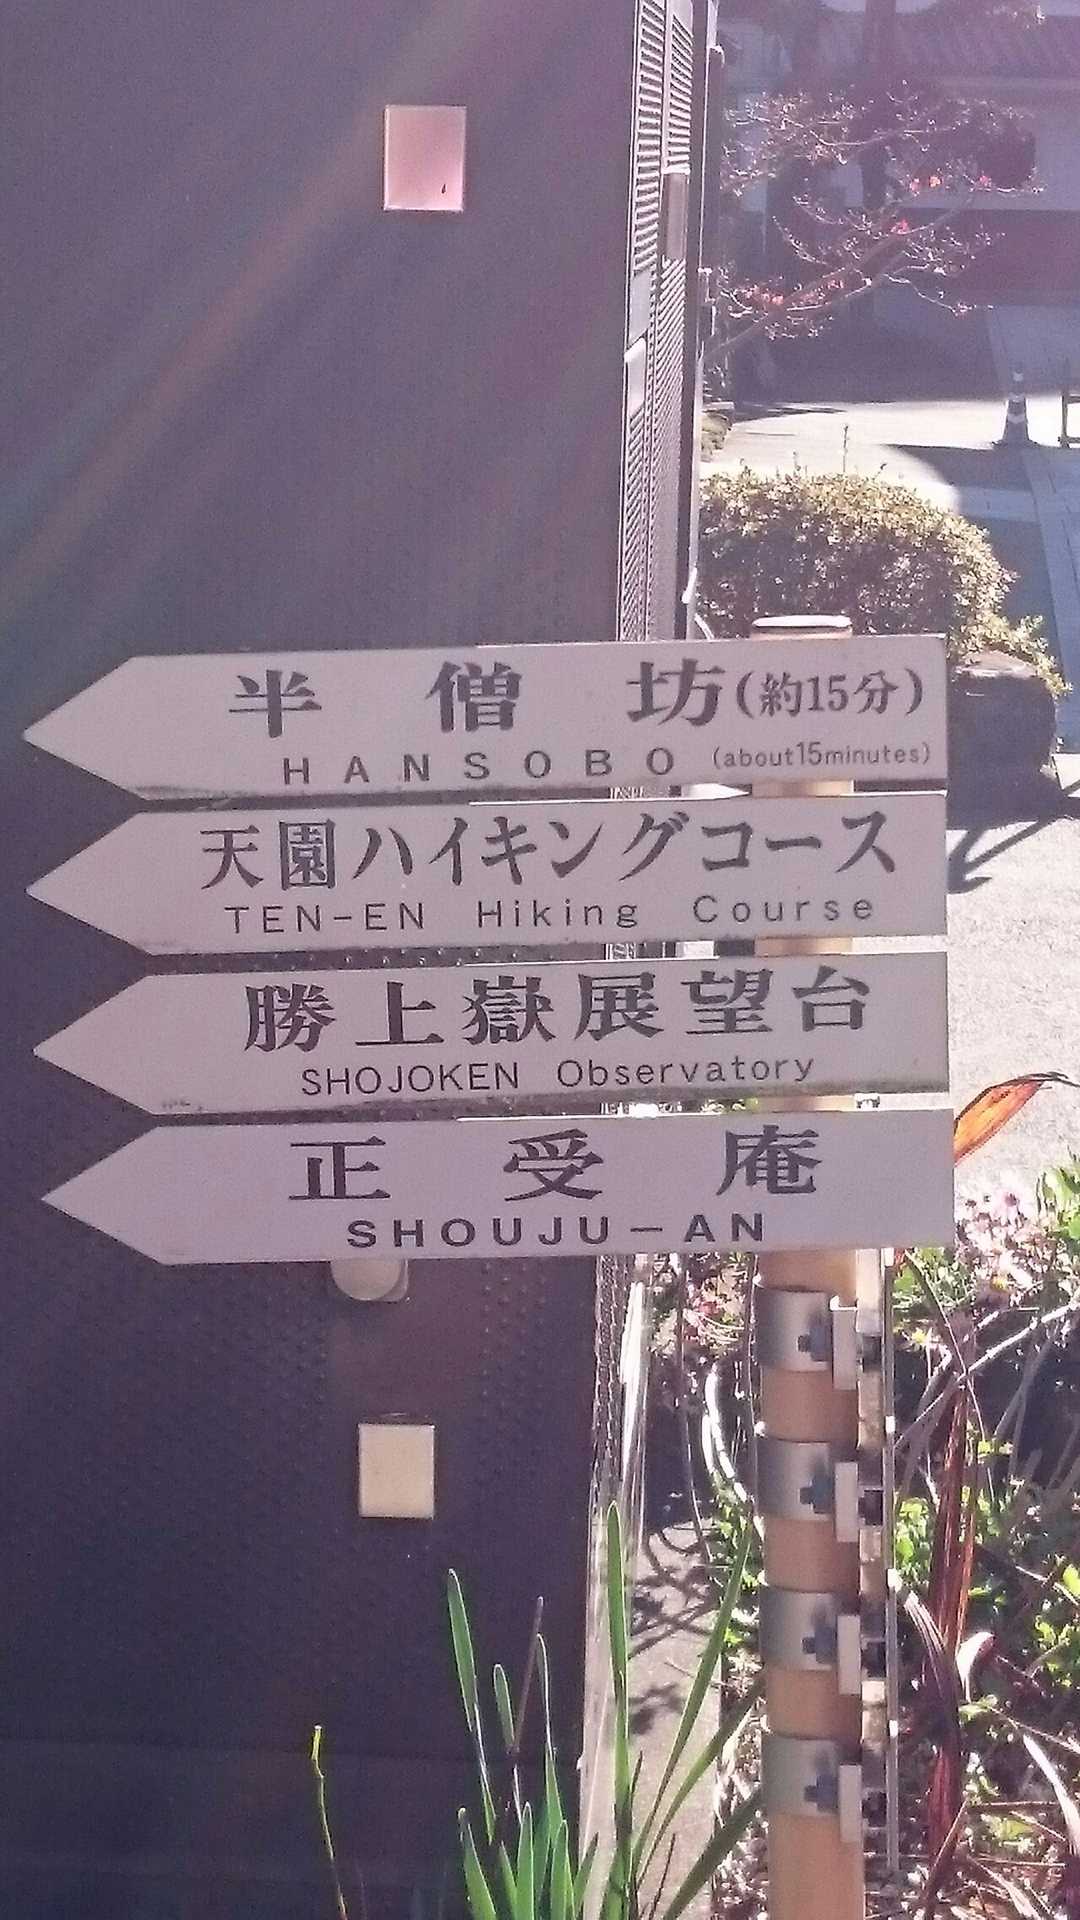 半僧坊(約15分)
HANSOBO (about15minutes)
天園ハイキングコース
TEN-EN Hiking Course
勝上嶽展望台
SHOJOKEN Observatory
正受庵
SHOUJU-AN